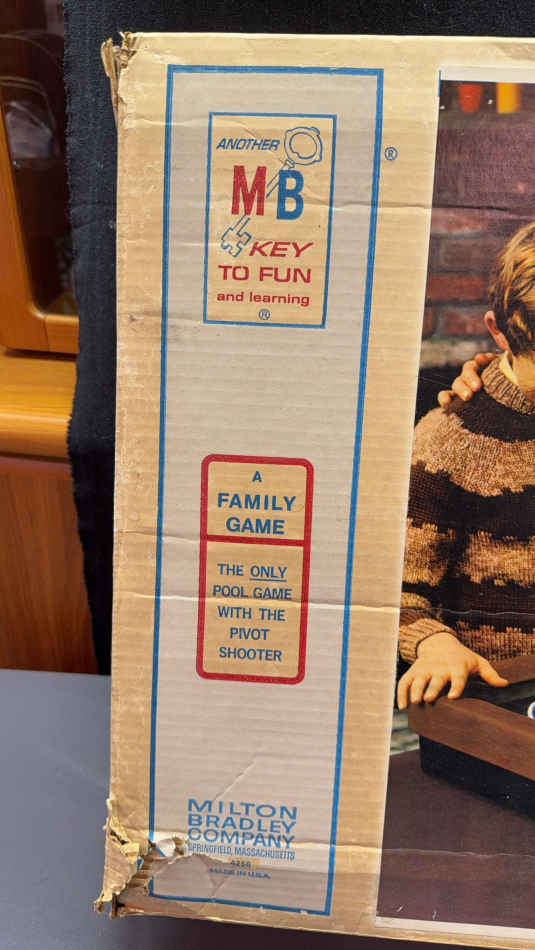 ANOTHER
MB
KEY
TO FUN
and learning
®
®
A
FAMILY
GAME
THE ONLY
POOL GAME
WITH THE
PIVOT
SHOOTER
MILTON
BRADLEY
COMPANY
SPRINGFIELD, MASSACHUSETTS
MADE IN U.S.A.